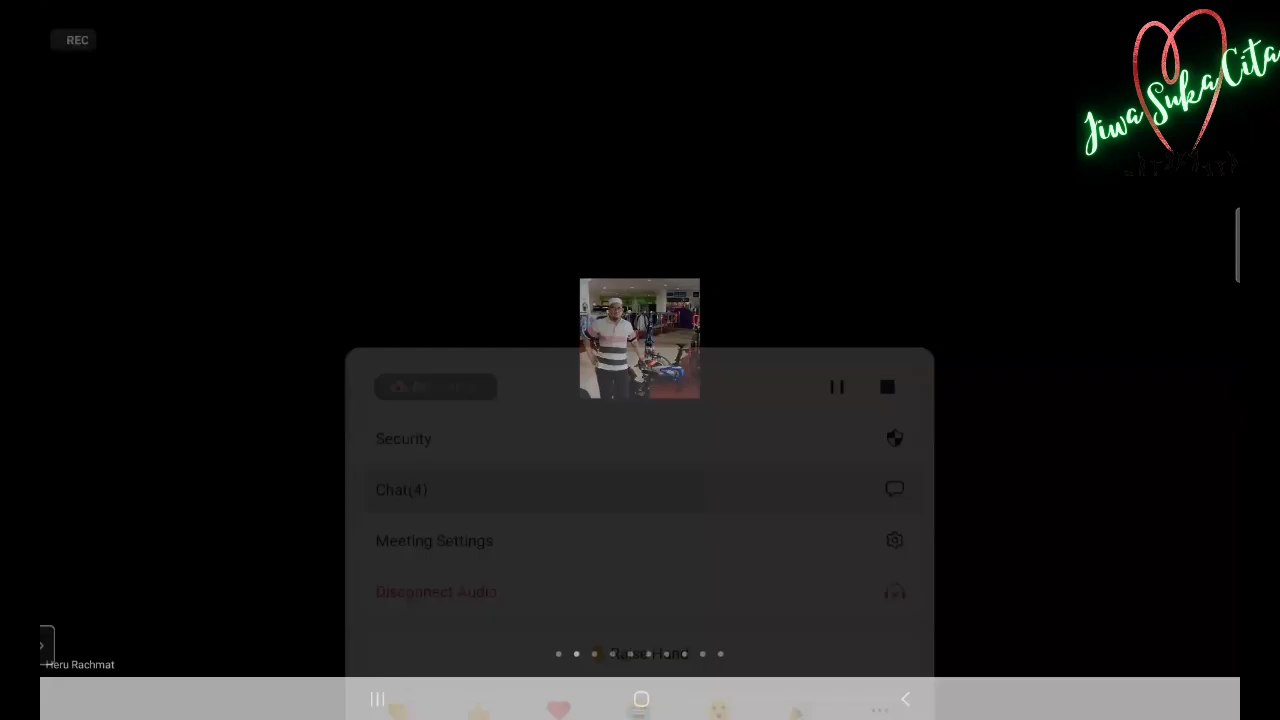 REC
Jiwa Suka Cita
Security
Chat(4)
Meeting Settings
Disconnect Audio
Raise Hand
Heru Rachmat